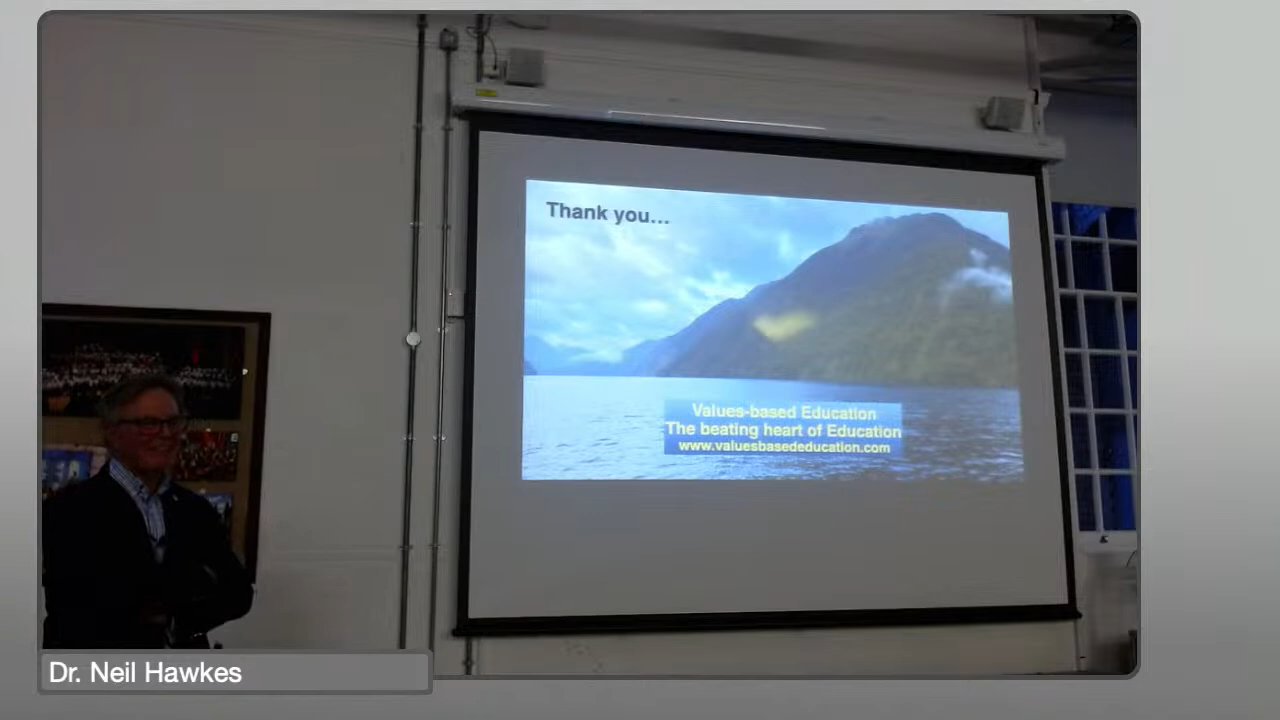 Thank you...
Values-based Education
The beating heart of Education
www.valuesbasededucation.com
Dr. Neil Hawkes